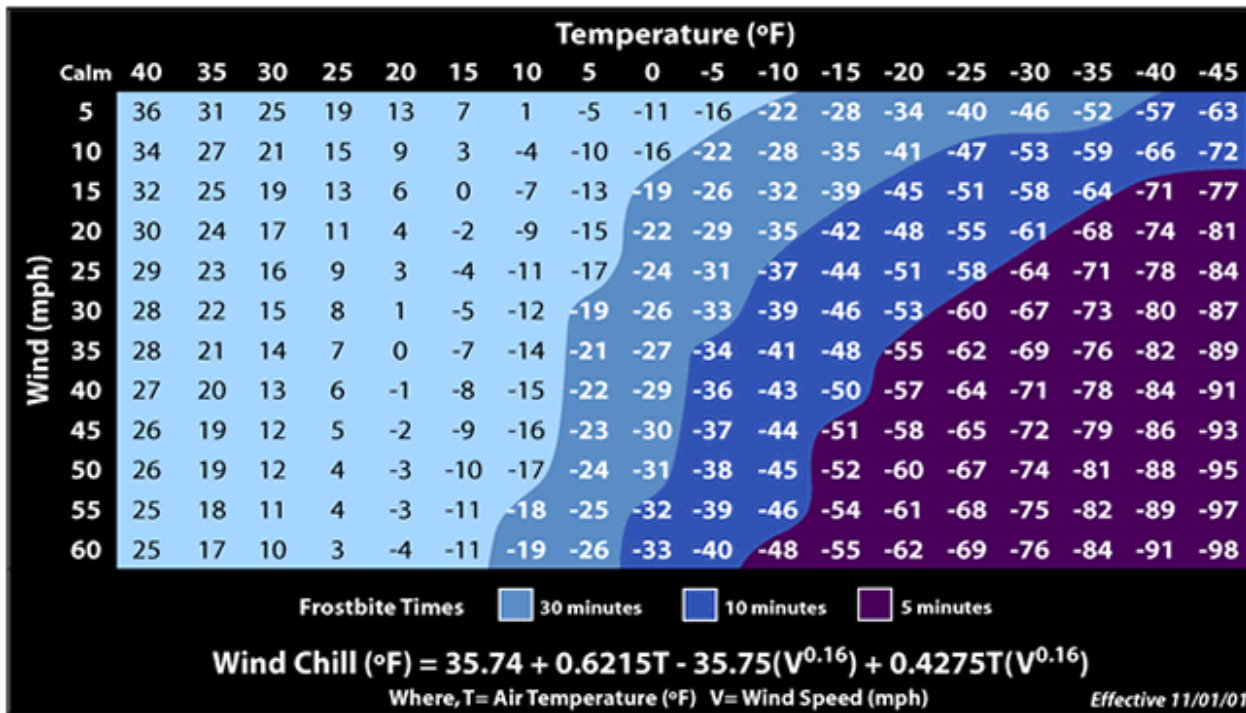 Temperature (ºF)
Calm 40 35 30 25 20 15 10 5 0 -5 -10 -15 -20 -25 -30 -35 -40 -45
5 36 31 25 19 13 7 1 -5 -11 -16 -22 -28 -34 -40 -46 -52 -57 -63
10 34 27 21 15 9 3 -4 -10 -16 -22 -28 -35 -41 -47 -53 -59 -66 -72
15 32 25 19 13 6 0 -7 -13 -19 -26 -32 -39 -45 -51 -58 -64 -71 -77
20 30 24 17 11 4 -2 -9 -15 -22 -29 -35 -42 -48 -55 -61 -68 -74 -81
25 29 23 16 9 3 -4 -11 -17 -24 -31 -37 -44 -51 -58 -64 -71 -78 -84
30 28 22 15 8 1 -5 -12 -19 -26 -33 -39 -46 -53 -60 -67 -73 -80 -87
35 28 21 14 7 0 -7 -14 -21 -27 -34 -41 -48 -55 -62 -69 -76 -82 -89
40 27 20 13 6 -1 -8 -15 -22 -29 -36 -43 -50 -57 -64 -71 -78 -84 -91
45 26 19 12 5 -2 -9 -16 -23 -30 -37 -44 -51 -58 -65 -72 -79 -86 -93
50 26 19 12 4 -3 -10 -17 -24 -31 -38 -45 -52 -60 -67 -74 -81 -88 -95
55 25 18 11 4 -3 -11 -18 -25 -32 -39 -46 -54 -61 -68 -75 -82 -89 -97
60 25 17 10 3 -4 -11 -19 -26 -33 -40 -48 -55 -62 -69 -76 -84 -91 -98
Wind (mph)
Frostbite Times 30 minutes 10 minutes 5 minutes
Wind Chill (ºF) = 35.74 + 0.6215T - 35.75(V^0.16) + 0.4275T(V^0.16)
Where, T= Air Temperature (ºF) V= Wind Speed (mph) Effective 11/01/01